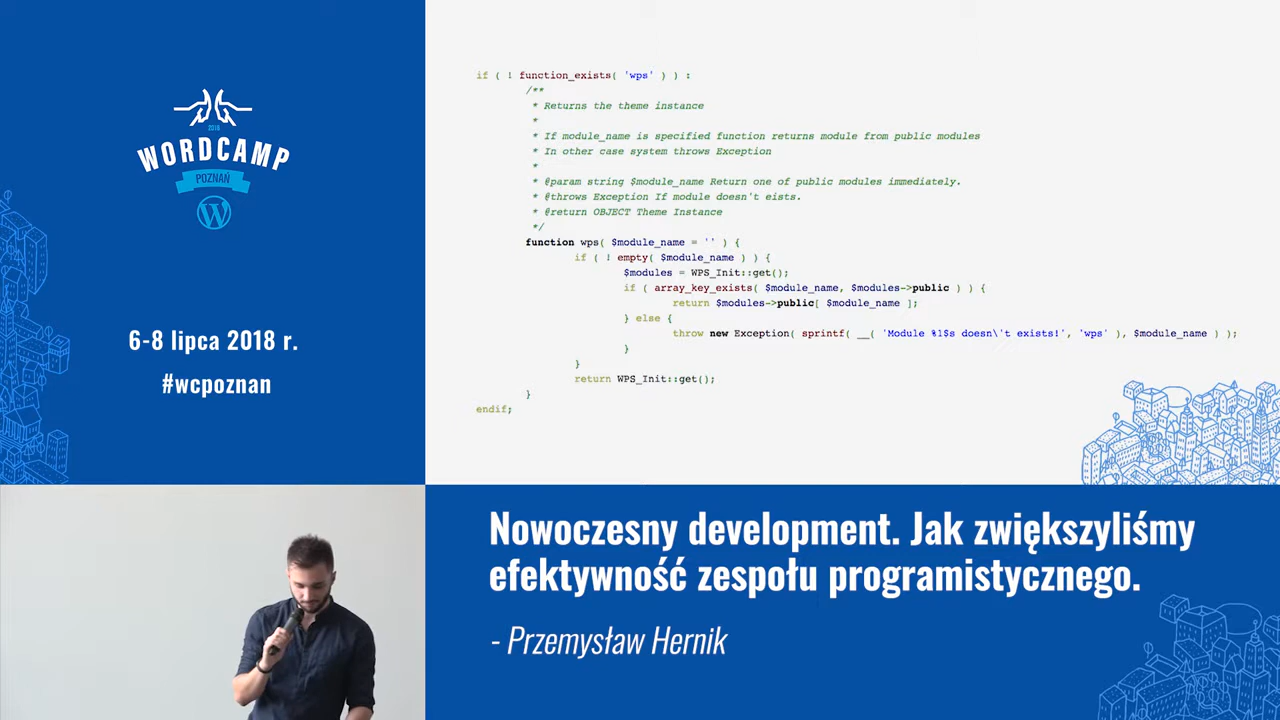 2018
WORDCAMP
POZNAŃ
6-8 lipca 2018 r.
#wcpoznan
if ( ! function_exists( 'wps' ) ) :
/**
* Returns the theme instance
*
* If module_name is specified function returns module from public modules
* In other case system throws Exception
*
* @param string $module_name Return one of public modules immediately.
* @throws Exception If module doesn't eists.
* @return OBJECT Theme Instance
*/
function wps( $module_name = '' ) {
if ( ! empty( $module_name ) ) {
$modules = WPS_Init::get();
if ( array_key_exists( $module_name, $modules->public ) ) {
return $modules->public[ $module_name ];
} else {
throw new Exception( sprintf( __( 'Module %1$s doesn\'t exists!', 'wps' ), $module_name ) );
}
}
return WPS_Init::get();
}
endif;
Nowoczesny development. Jak zwiększyliśmy
efektywność zespołu programistycznego.
- Przemysław Hernik